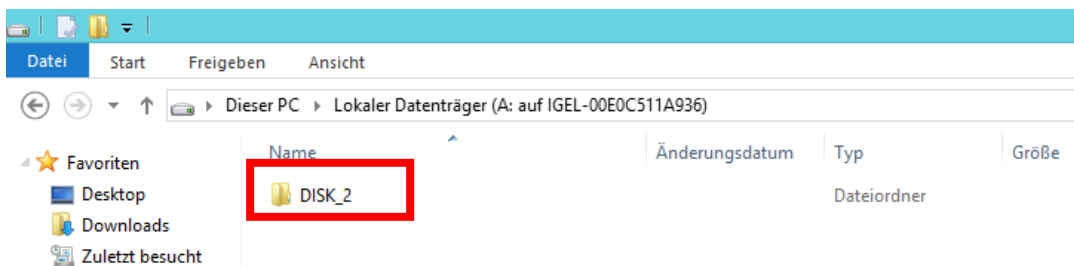 Datei Start Freigeben Ansicht
Dieser PC Lokaler Datenträger (A: auf IGEL-00E0C511A936)
Favoriten
Desktop
Downloads
Zuletzt besucht
Name Änderungsdatum Typ Größe
DISK_2 Dateiordner